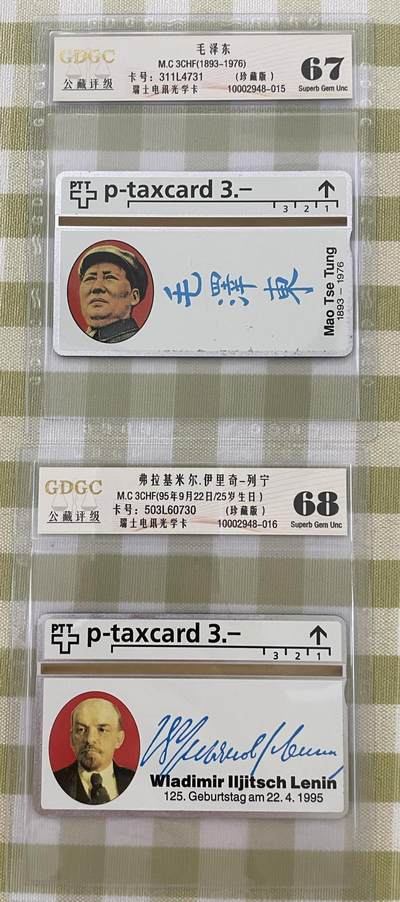 GDGC
公藏评级
毛泽东
M.C 3CHF(1893-1976)
卡号：311L4731 （珍藏版）
瑞士电讯光学卡 10002948-015
67
Superb Gem Unc
PTT p-taxcard 3.–
3 2 1
毛泽東
Mao Tse Tung
1893 – 1976
GDGC
公藏评级
弗拉基米尔.伊里奇-列宁
M.C 3CHF(95年9月22日/25岁生日)
卡号：503L60730 （珍藏版）
瑞士电讯光学卡 10002948-016
68
Superb Gem Unc
PTT p-taxcard 3.–
3 2 1
Wladimir Iljitsch Lenin
125. Geburtstag am 22. 4. 1995